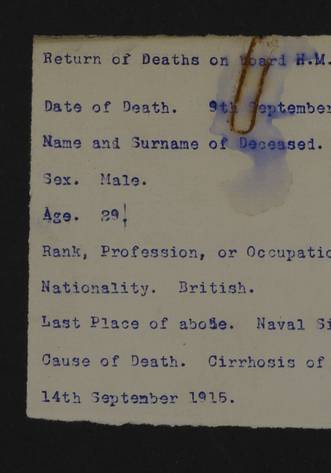 Return of Deaths on board H.M.
Date of Death. 9th September
Name and Surname of Deceased.
Sex. Male.
Age. 29
Rank, Profession, or Occupatio
Nationality. British.
Last Place of abode. Naval Si
Cause of Death. Cirrhosis of
14th September 1915.